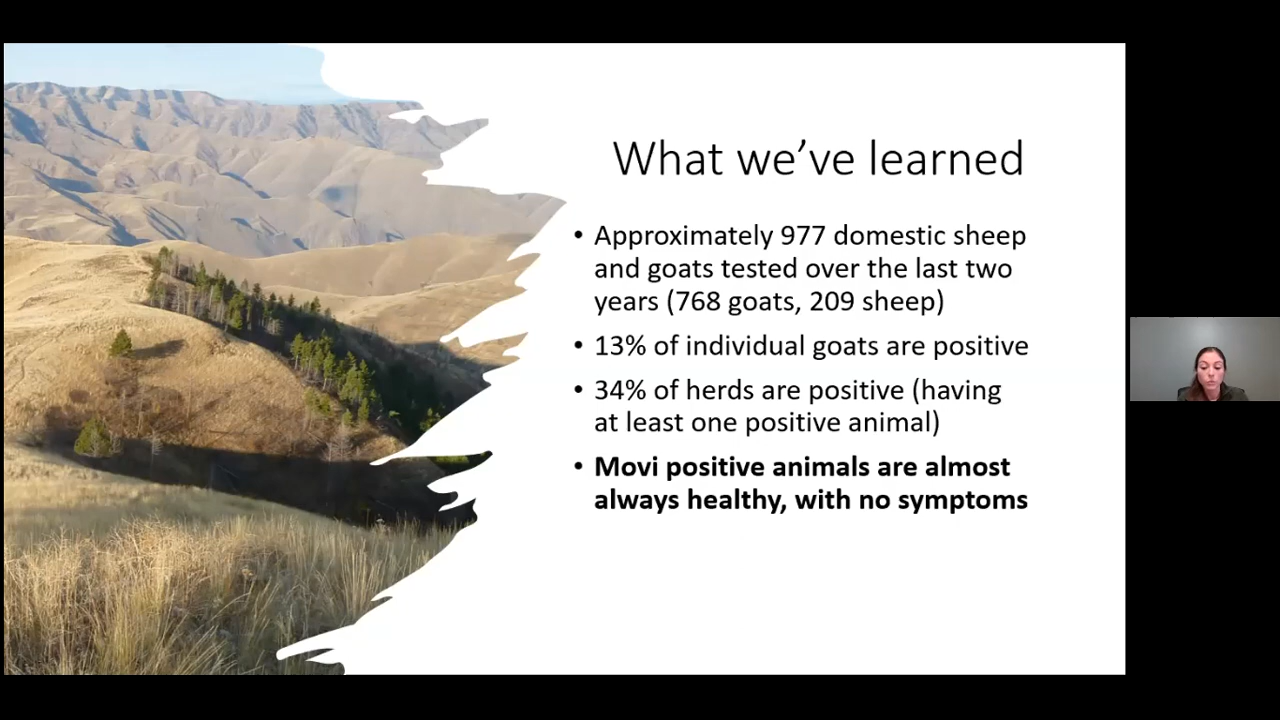 What we’ve learned
• Approximately 977 domestic sheep
and goats tested over the last two
years (768 goats, 209 sheep)
• 13% of individual goats are positive
• 34% of herds are positive (having
at least one positive animal)
• Movi positive animals are almost
always healthy, with no symptoms